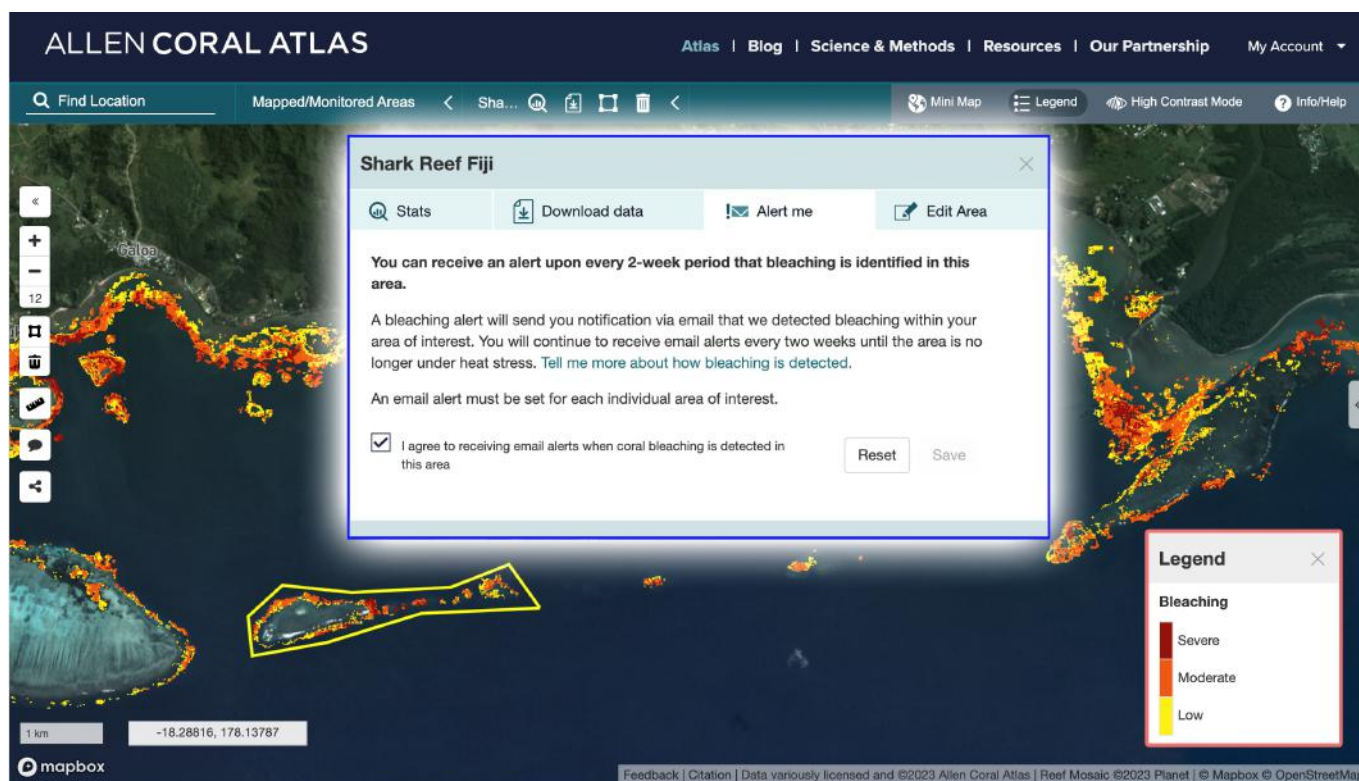 ALLEN CORAL ATLAS
Atlas | Blog | Science & Methods | Resources | Our Partnership
My Account
Find Location
Mapped/Monitored Areas
Sha...
Mini Map
Legend
High Contrast Mode
Info/Help
Shark Reef Fiji
Stats
Download data
Alert me
Edit Area
You can receive an alert upon every 2-week period that bleaching is identified in this
area.
A bleaching alert will send you notification via email that we detected bleaching within your
area of interest. You will continue to receive email alerts every two weeks until the area is no
longer under heat stress. Tell me more about how bleaching is detected.
An email alert must be set for each individual area of interest.
I agree to receiving email alerts when coral bleaching is detected in
this area
Reset
Save
Galoa
12
Legend
Bleaching
Severe
Moderate
Low
1 km
-18.28816, 178.13787
mapbox
Feedback | Citation | Data variously licensed and ©2023 Allen Coral Atlas | Reef Mosaic ©2023 Planet | © Mapbox © OpenStreetMa